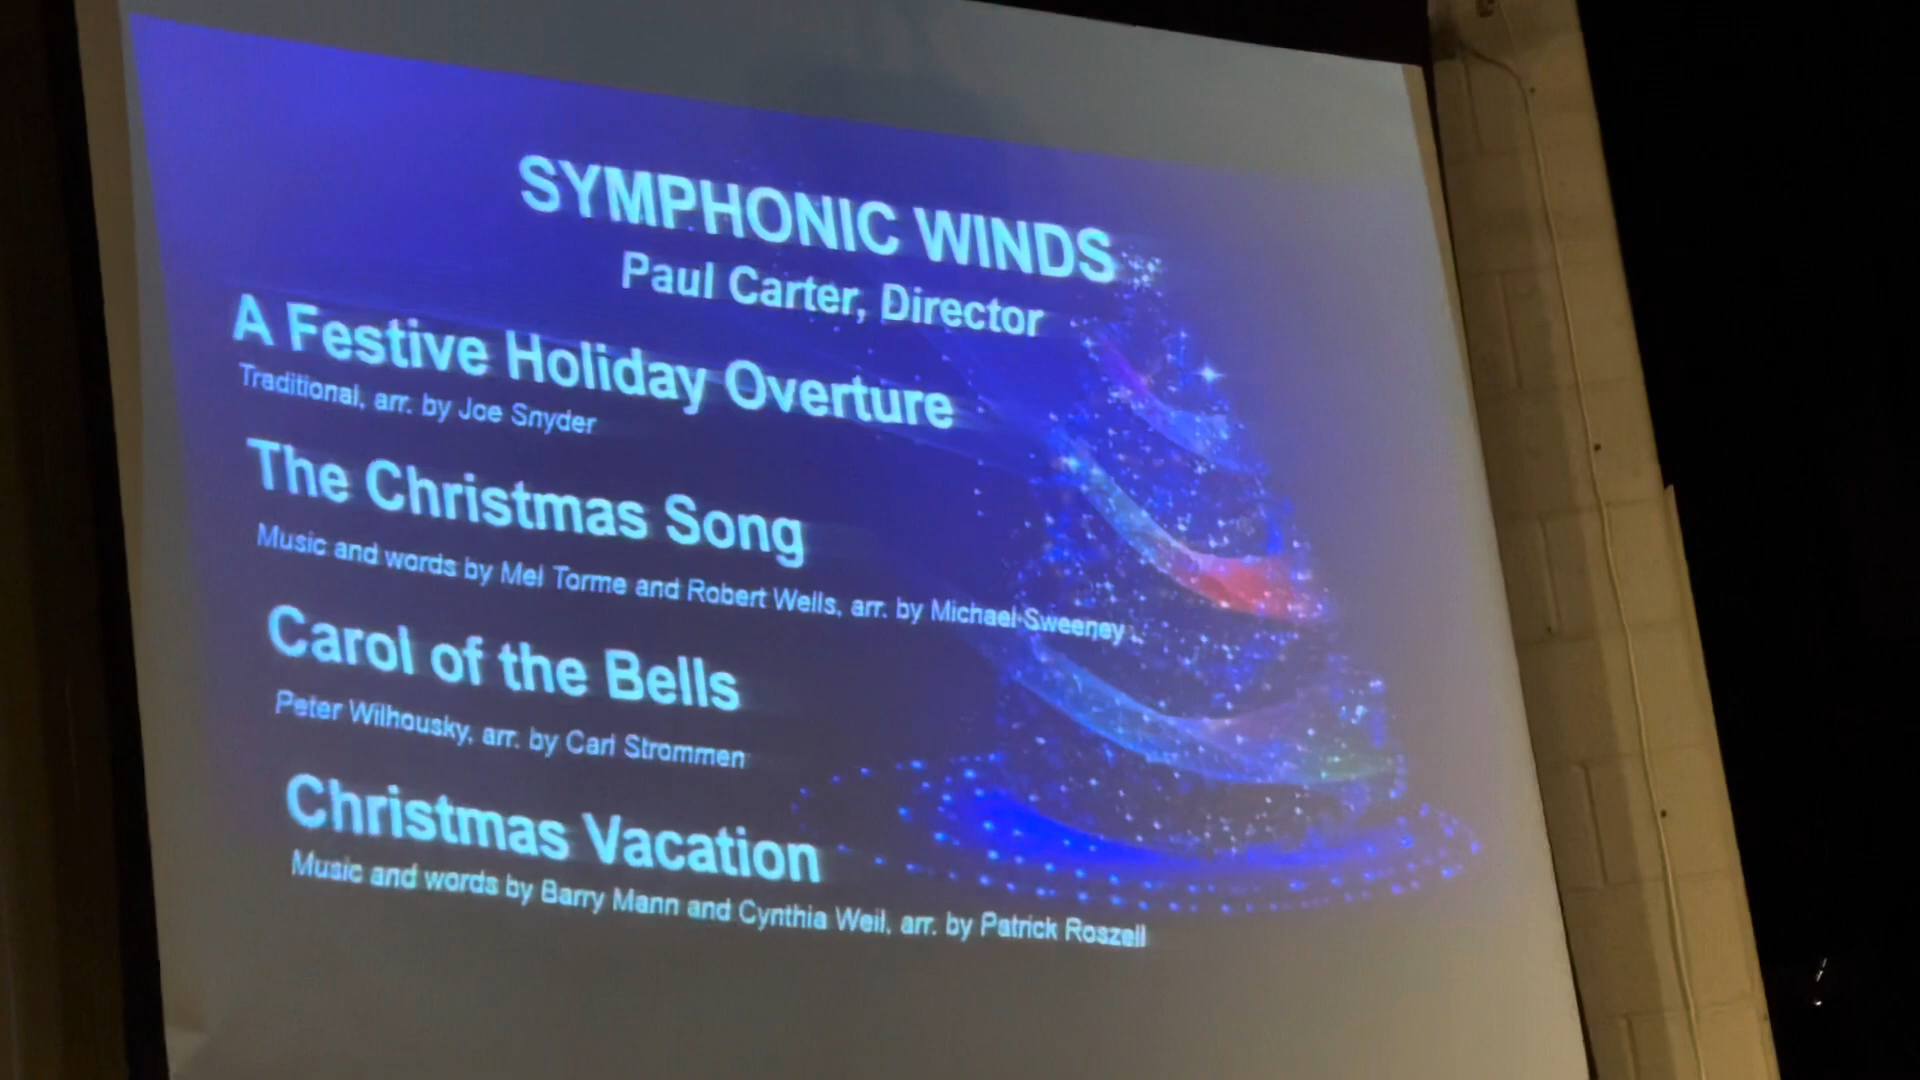 SYMPHONIC WINDS
Paul Carter, Director
A Festive Holiday Overture
Traditional, arr. by Joe Snyder
The Christmas Song
Music and words by Mel Torme and Robert Wells, arr. by Michael Sweeney
Carol of the Bells
Peter Wilhousky, arr. by Carl Strommen
Christmas Vacation
Music and words by Barry Mann and Cynthia Weil, arr. by Patrick Roszell